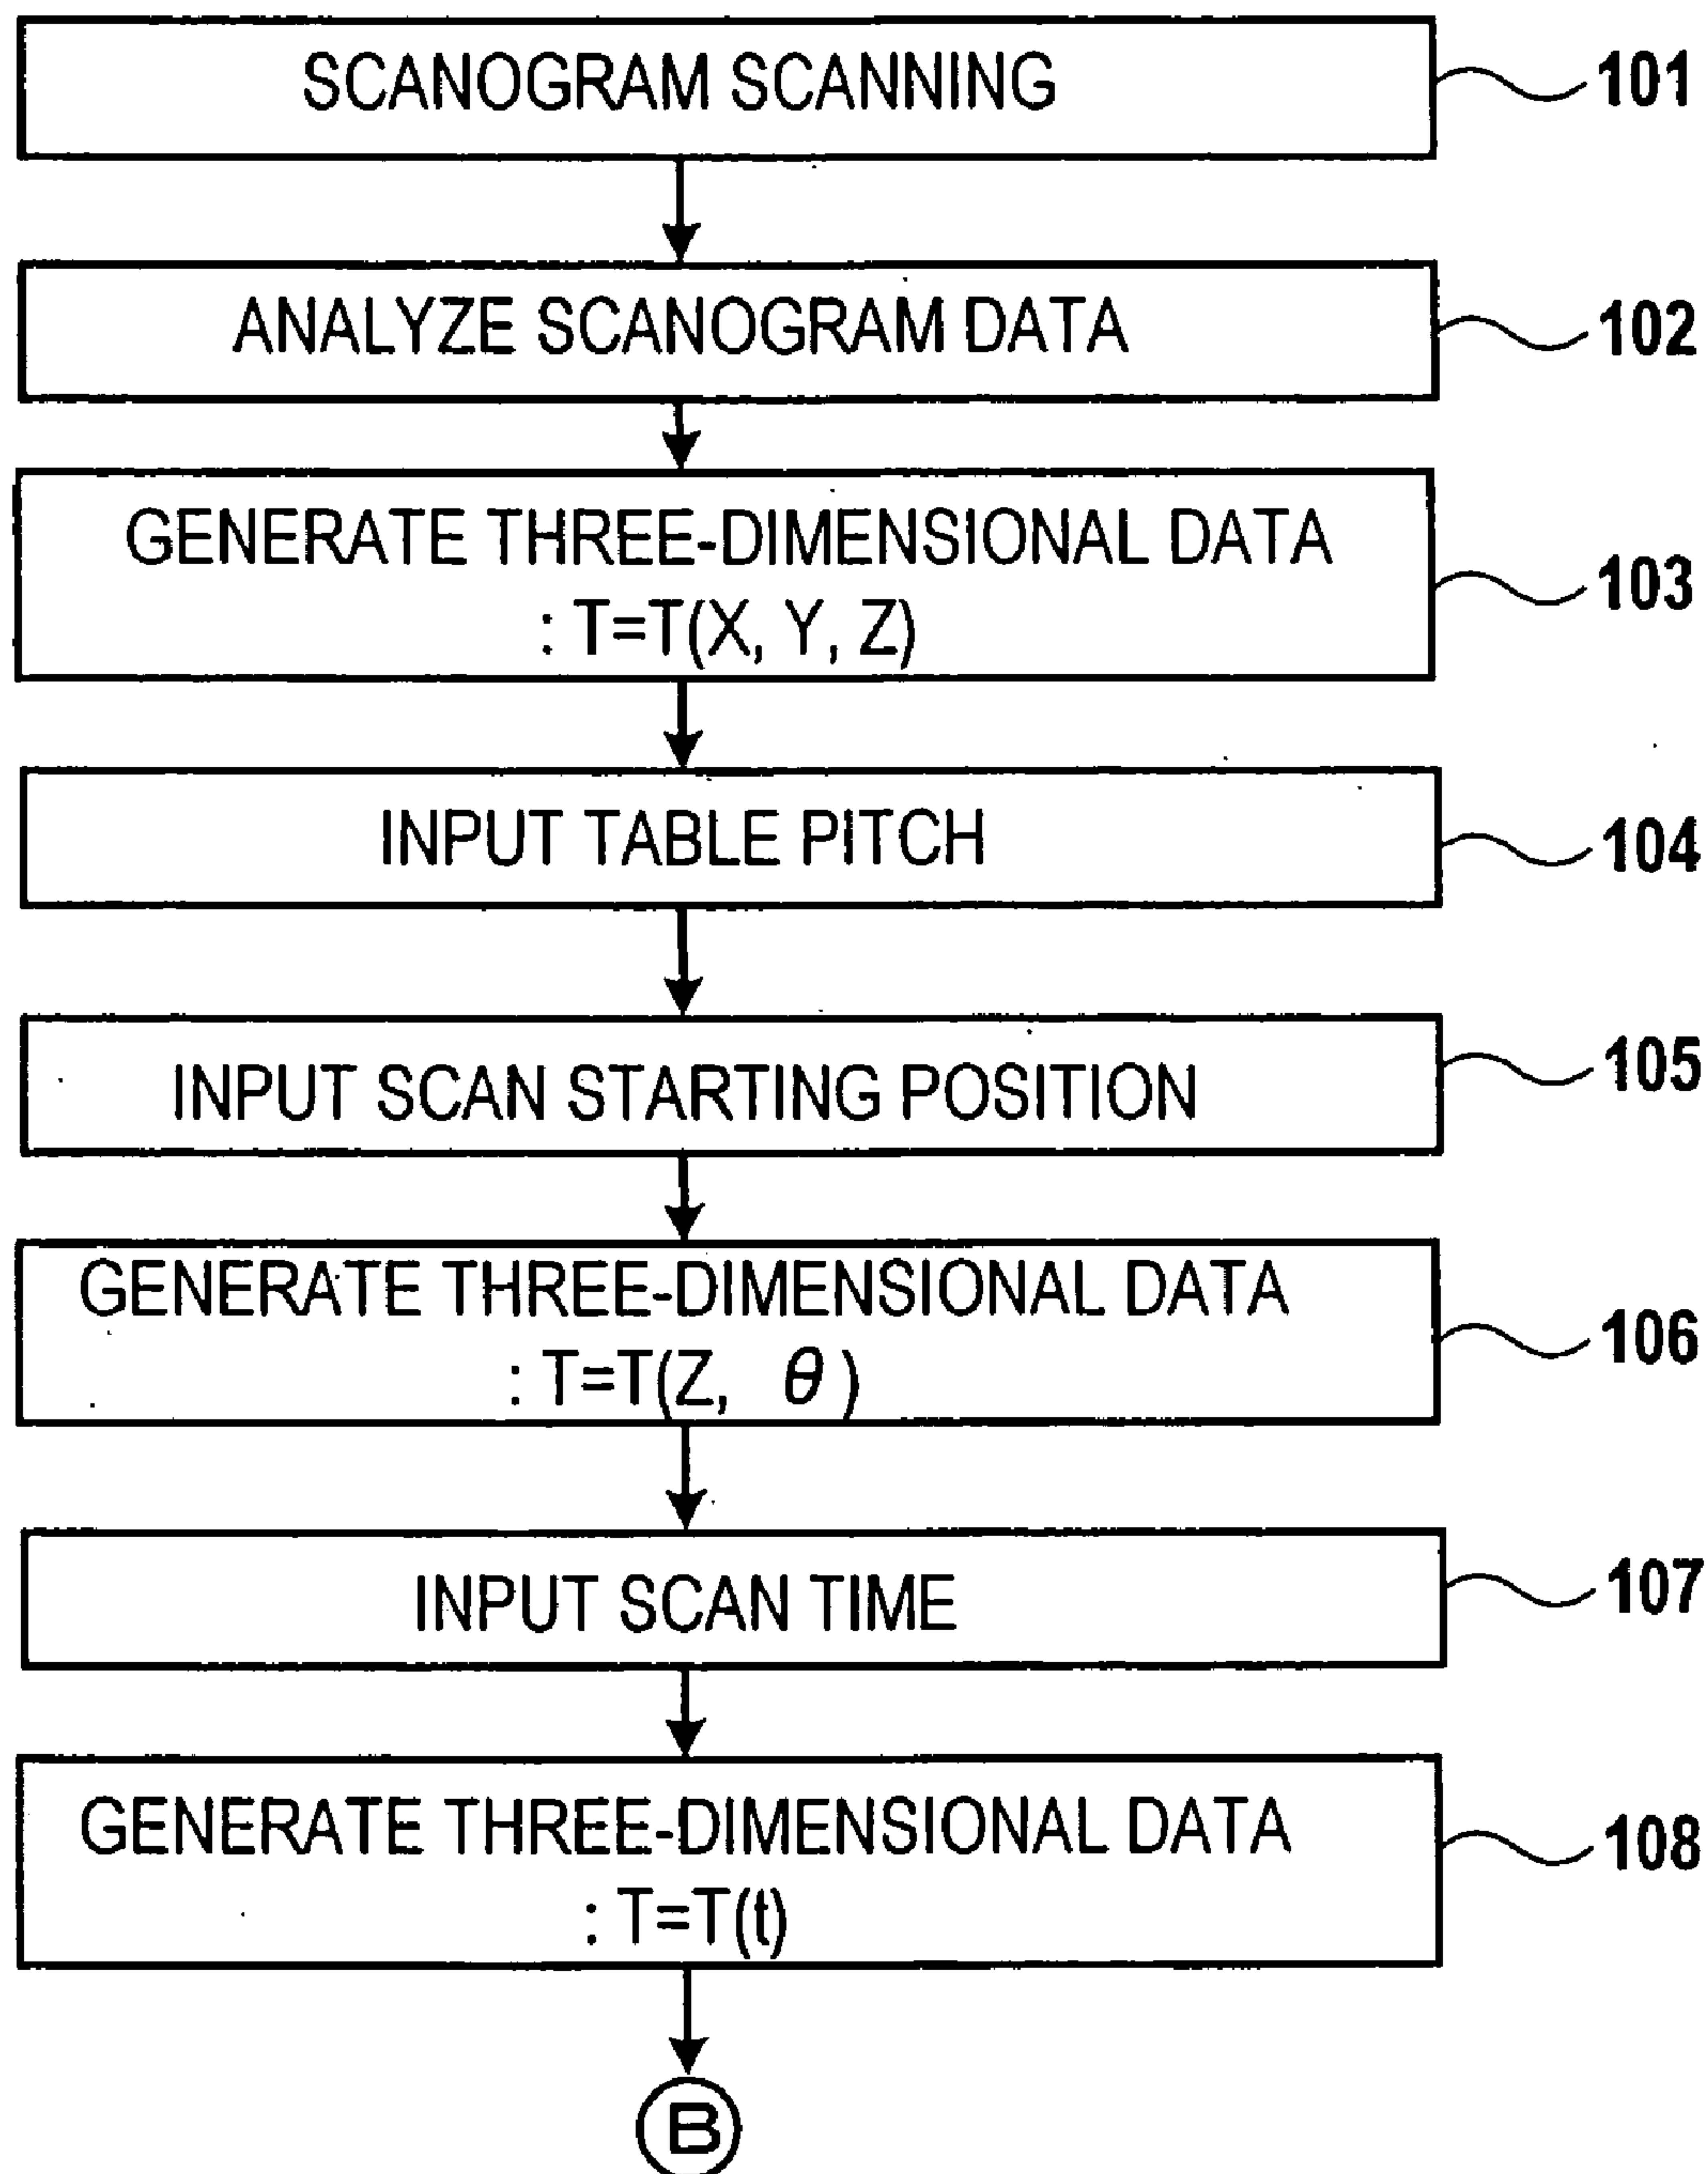 SCANOGRAM SCANNING
101
ANALYZE SCANOGRAM DATA
102
GENERATE THREE-DIMENSIONAL DATA
: T=T(X, Y, Z)
103
INPUT TABLE PITCH
104
INPUT SCAN STARTING POSITION
105
GENERATE THREE-DIMENSIONAL DATA
: T=T(Z, θ)
106
INPUT SCAN TIME
107
GENERATE THREE-DIMENSIONAL DATA
: T=T(t)
108
B